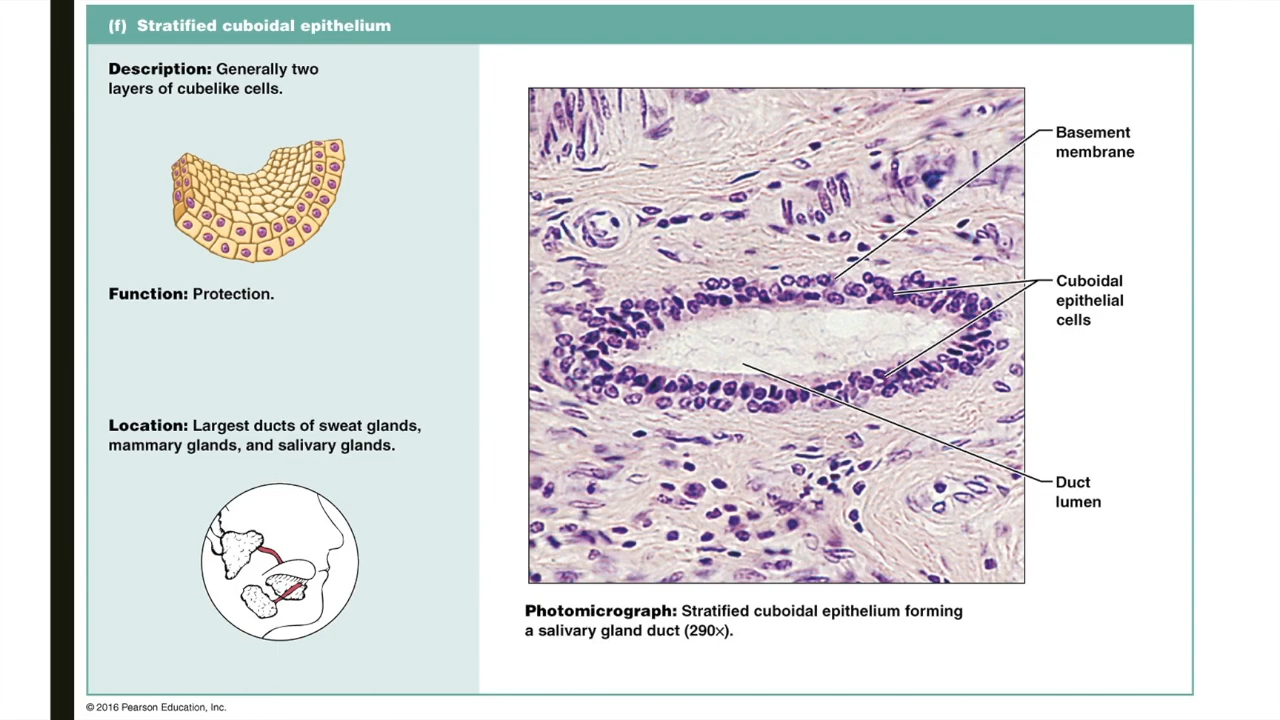 (f) Stratified cuboidal epithelium
Description: Generally two
layers of cubelike cells.
Function: Protection.
Location: Largest ducts of sweat glands,
mammary glands, and salivary glands.
Basement
membrane
Cuboidal
epithelial
cells
Duct
lumen
Photomicrograph: Stratified cuboidal epithelium forming
a salivary gland duct (290×).
© 2016 Pearson Education, Inc.